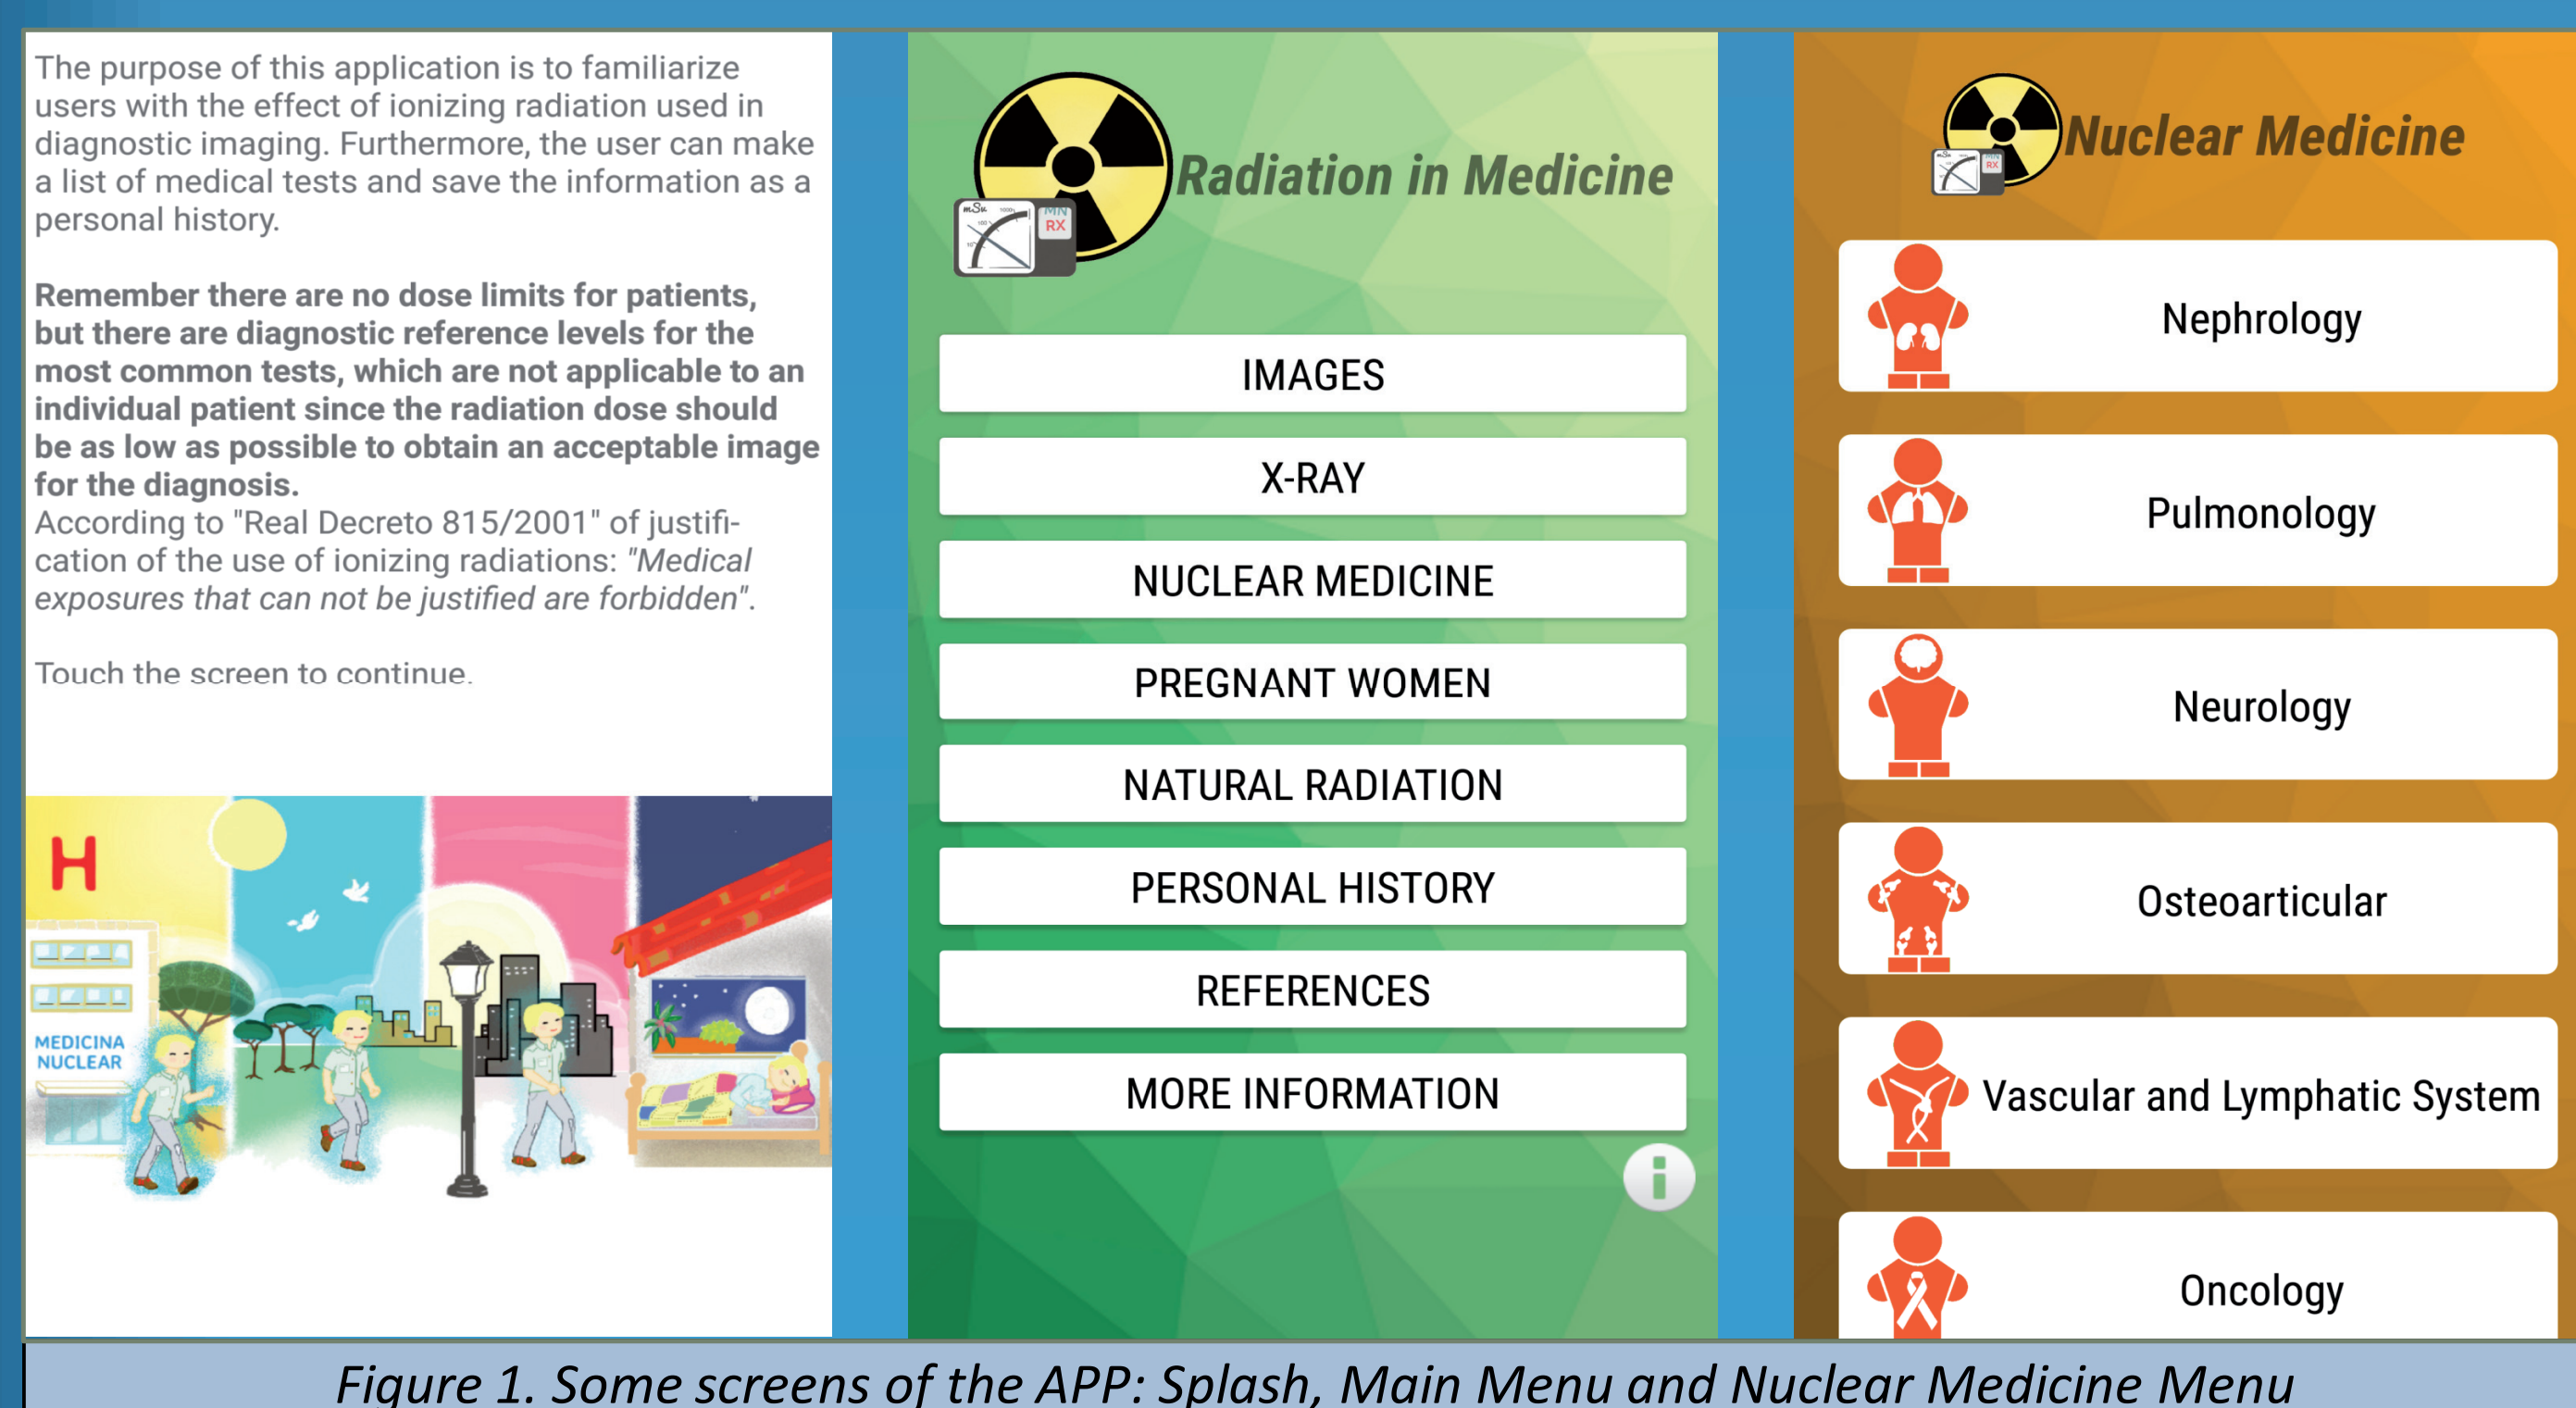 The purpose of this application is to familiarize
users with the effect of ionizing radiation used in
diagnostic imaging. Furthermore, the user can make
a list of medical tests and save the information as a
personal history.
Remember there are no dose limits for patients,
but there are diagnostic reference levels for the
most common tests, which are not applicable to an
individual patient since the radiation dose should
be as low as possible to obtain an acceptable image
for the diagnosis.
According to "Real Decreto 815/2001" of justifi-
cation of the use of ionizing radiations: "Medical
exposures that can not be justified are forbidden".
Touch the screen to continue.
H
MEDICINA
NUCLEAR
Radiation in Medicine
mSv
MN
RX
IMAGES
X-RAY
NUCLEAR MEDICINE
PREGNANT WOMEN
NATURAL RADIATION
PERSONAL HISTORY
REFERENCES
MORE INFORMATION
i
Nuclear Medicine
MN
RX
Nephrology
Pulmonology
Neurology
Osteoarticular
Vascular and Lymphatic System
Oncology
Figure 1. Some screens of the APP: Splash, Main Menu and Nuclear Medicine Menu